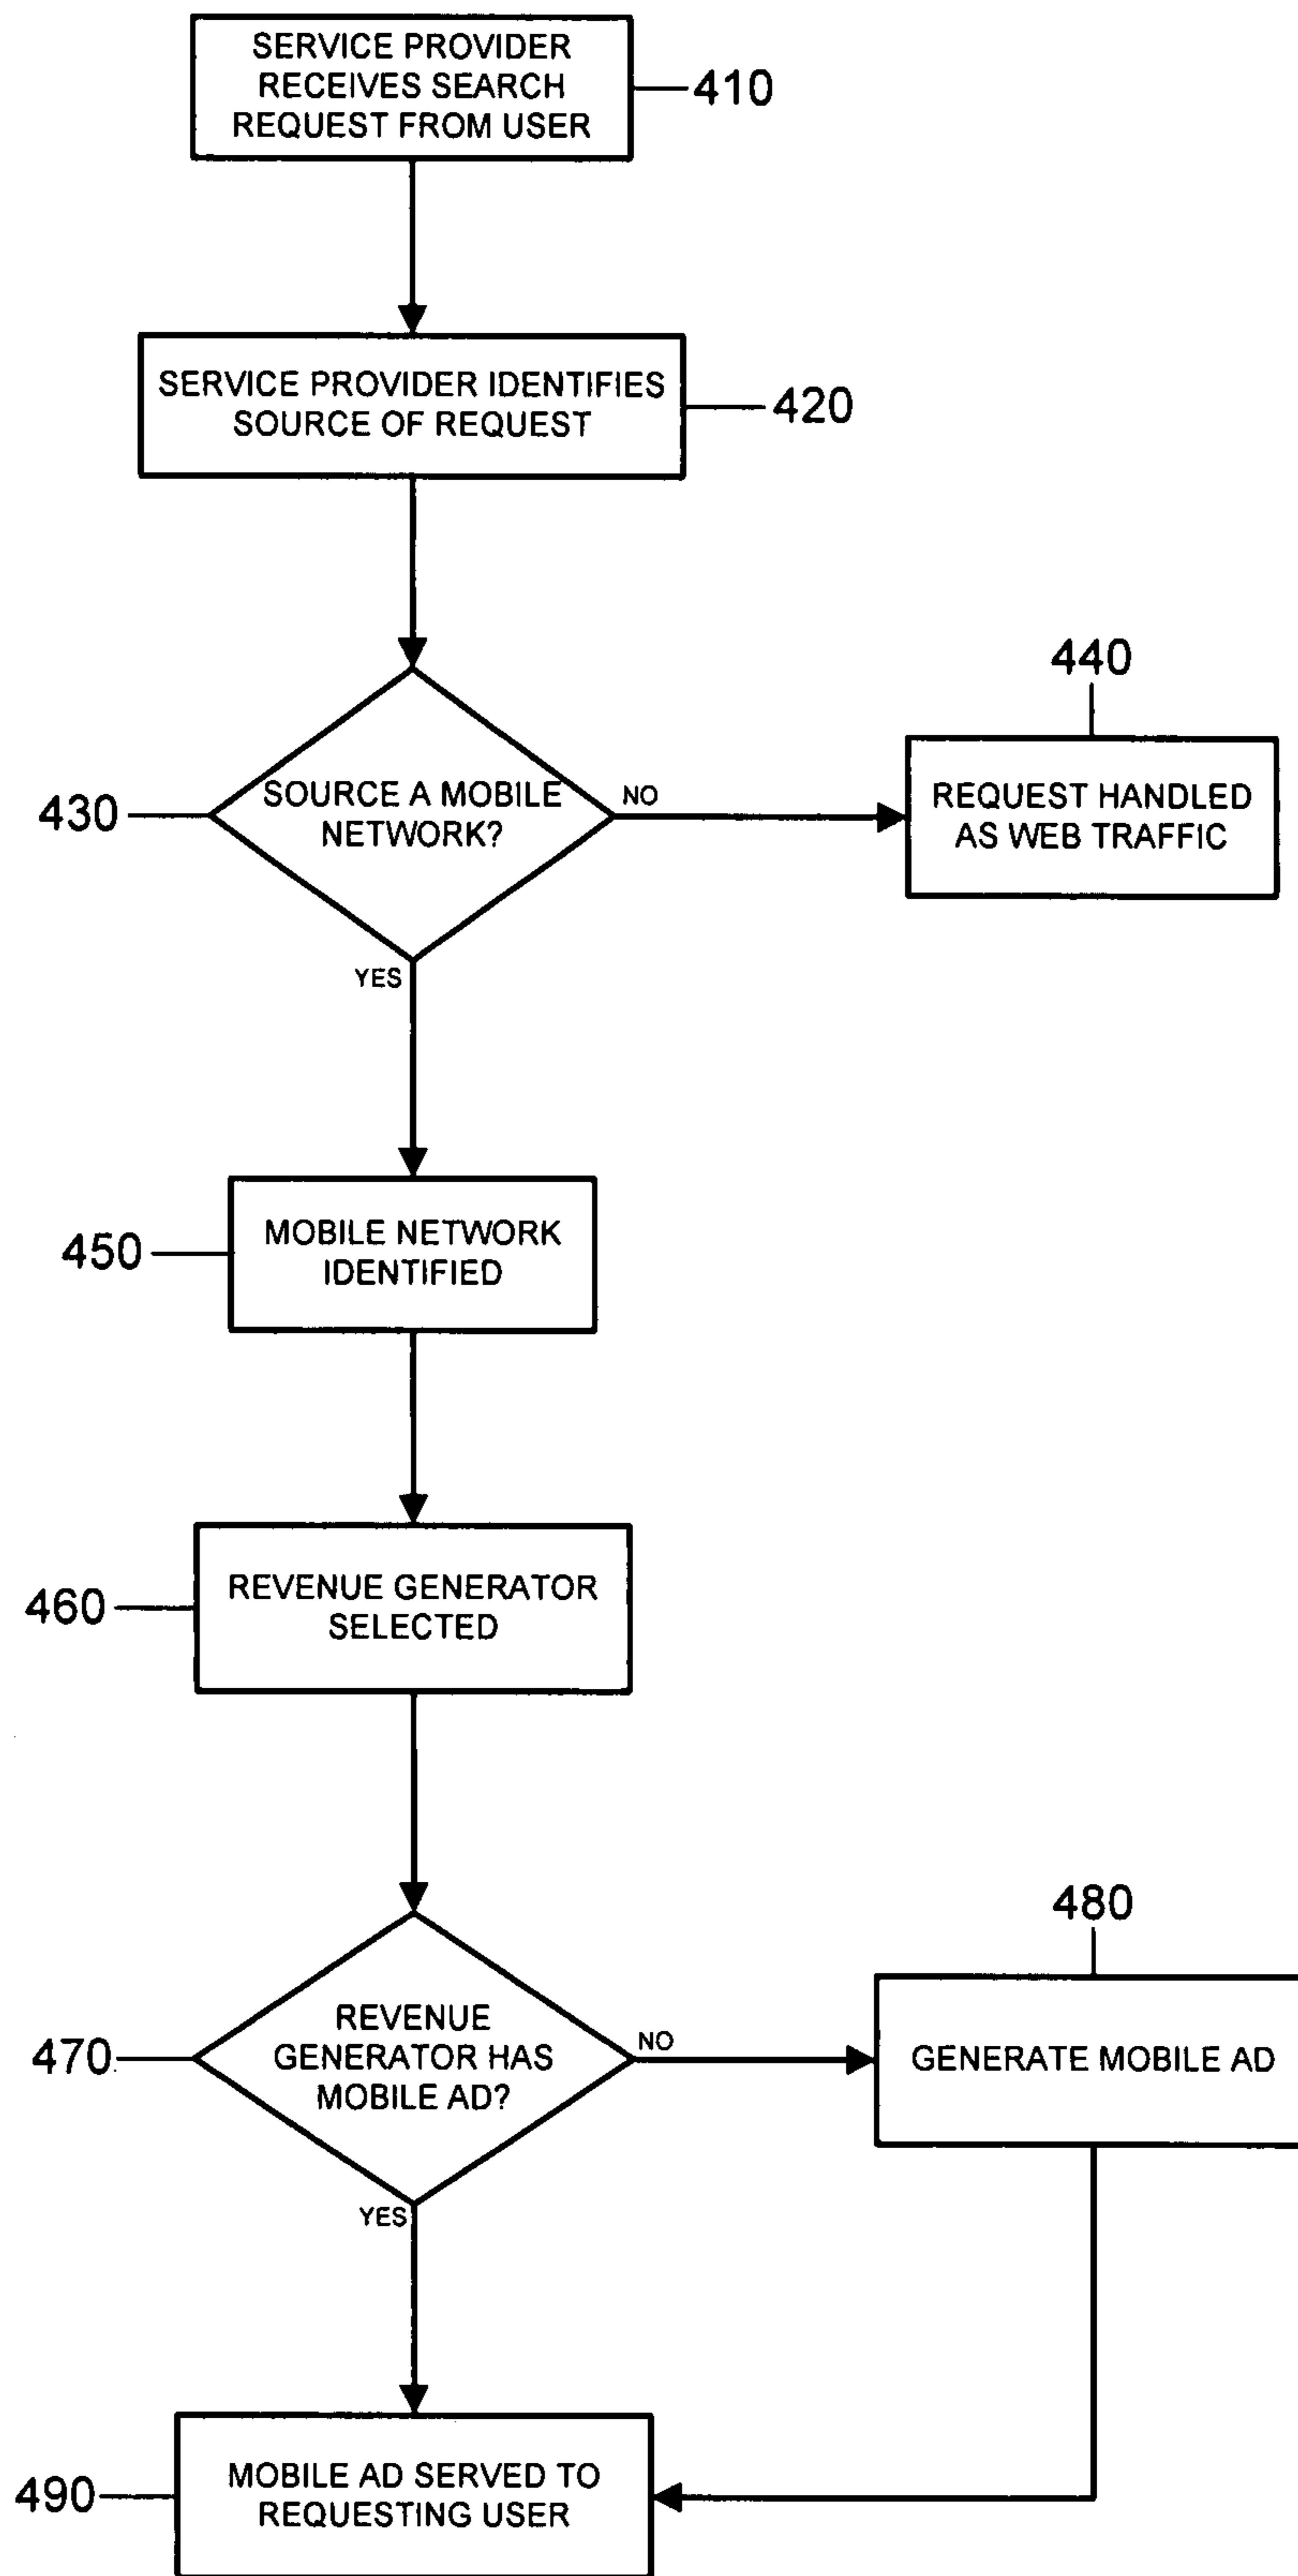 SERVICE PROVIDER
RECEIVES SEARCH
REQUEST FROM USER
410
SERVICE PROVIDER IDENTIFIES
SOURCE OF REQUEST
420
430
SOURCE A MOBILE
NETWORK?
NO
YES
440
REQUEST HANDLED
AS WEB TRAFFIC
450
MOBILE NETWORK
IDENTIFIED
460
REVENUE GENERATOR
SELECTED
470
REVENUE
GENERATOR HAS
MOBILE AD?
NO
YES
480
GENERATE MOBILE AD
490
MOBILE AD SERVED TO
REQUESTING USER